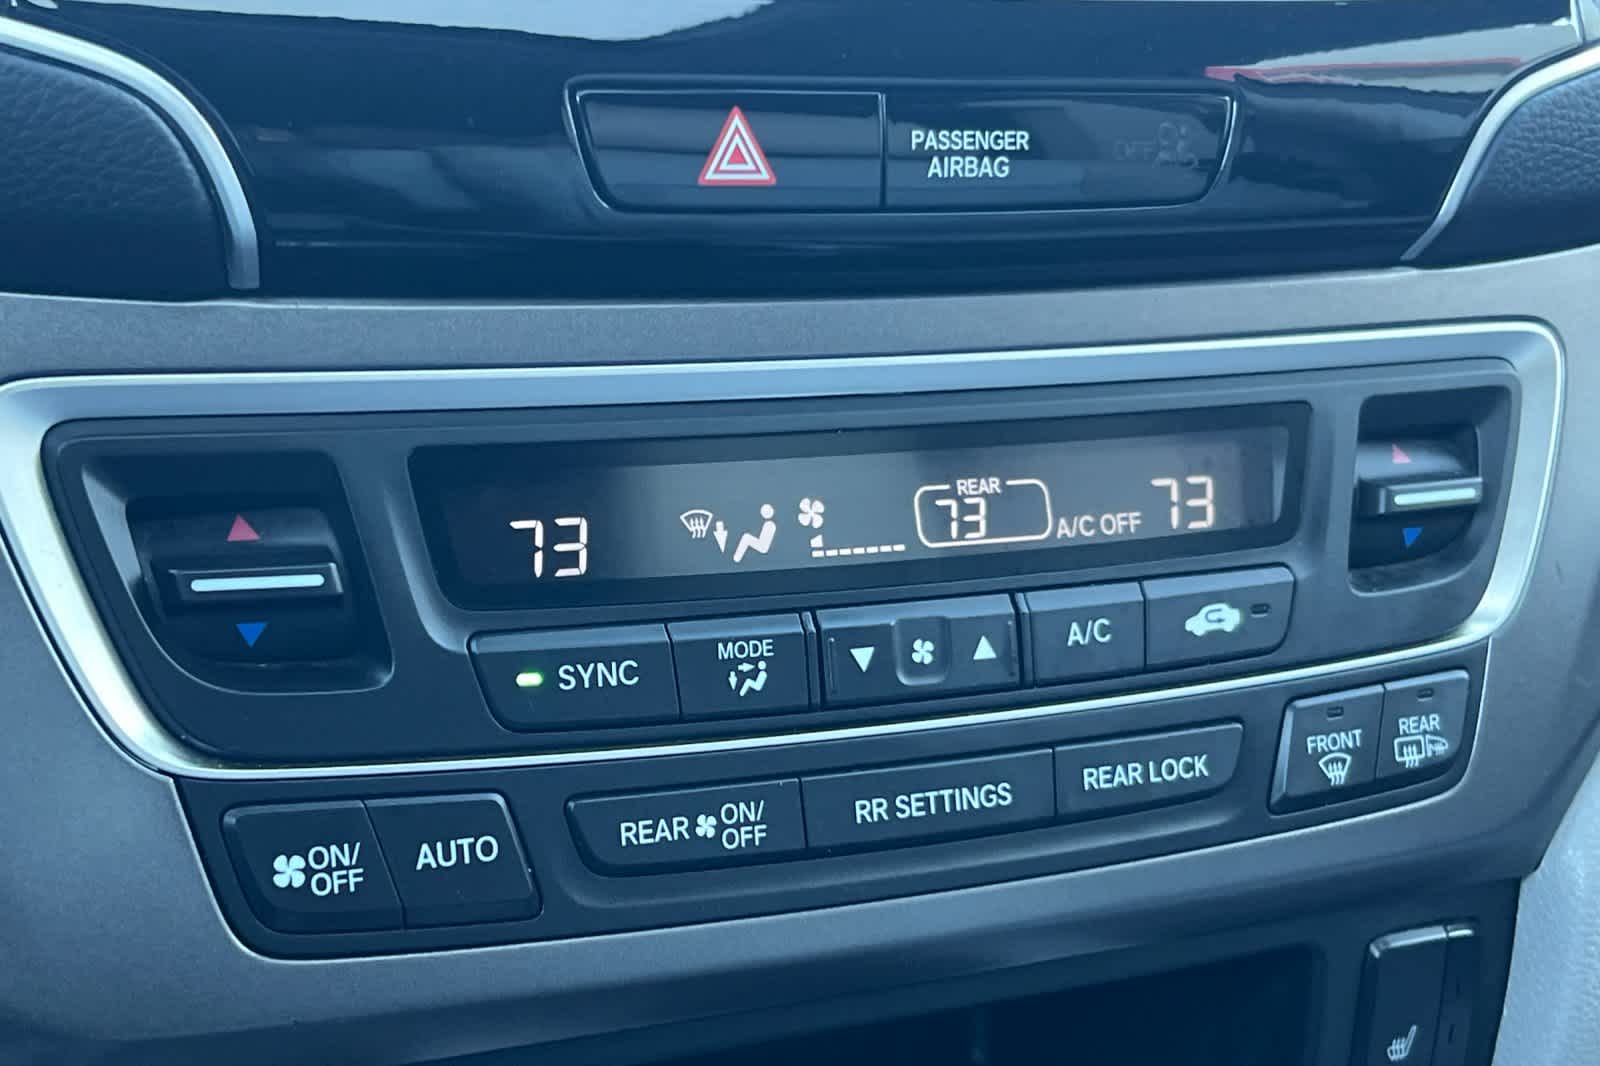 PASSENGER
AIRBAG
OFF
REAR
73
73
A/C OFF
73
SYNC
MODE
A/C
FRONT
REAR
ON/
OFF
AUTO
REAR
ON/
OFF
RR SETTINGS
REAR LOCK